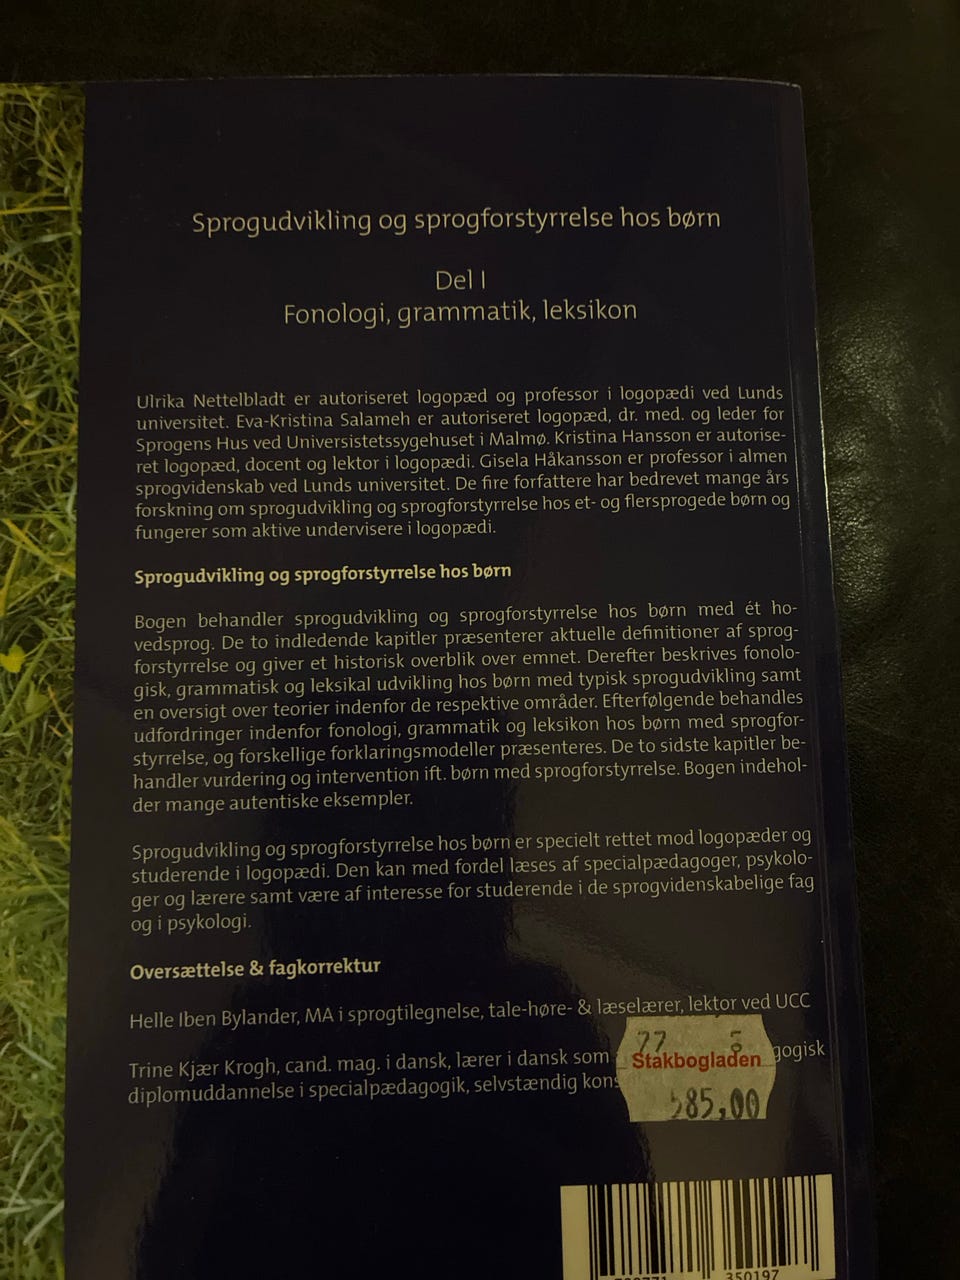 Sprogudvikling og sprogforstyrrelse hos børn
Del I
Fonologi, grammatik, leksikon
Ulrika Nettelbladt er autoriseret logopæd og professor i logopædi ved Lunds
universitet. Eva-Kristina Salameh er autoriseret logopæd, dr. med. og leder for
Sprogens Hus ved Universistetssygehuset i Malmø. Kristina Hansson er autorise-
ret logopæd, docent og lektor i logopædi. Gisela Håkansson er professor i almen
sprogvidenskab ved Lunds universitet. De fire forfattere har bedrevet mange års
forskning om sprogudvikling og sprogforstyrrelse hos et- og flersprogede børn og
fungerer som aktive undervisere i logopædi.
Sprogudvikling og sprogforstyrrelse hos børn
Bogen behandler sprogudvikling og sprogforstyrrelse hos børn med ét ho-
vedsprog. De to indledende kapitler præsenterer aktuelle definitioner af sprog-
forstyrrelse og giver et historisk overblik over emnet. Derefter beskrives fonolo-
gisk, grammatisk og leksikal udvikling hos børn med typisk sprogudvikling samt
en oversigt over teorier indenfor de respektive områder. Efterfølgende behandles
udfordringer indenfor fonologi, grammatik og leksikon hos børn med sprogfor-
styrrelse, og forskellige forklaringsmodeller præsenteres. De to sidste kapitler be-
handler vurdering og intervention ift. børn med sprogforstyrrelse. Bogen indehol-
der mange autentiske eksempler.
Sprogudvikling og sprogforstyrrelse hos børn er specielt rettet mod logopæder og
studerende i logopædi. Den kan med fordel læses af specialpædagoger, psykolo-
ger og lærere samt være af interesse for studerende i de sprogvidenskabelige fag
og i psykologi.
Oversættelse & fagkorrektur
Helle Iben Bylander, MA i sprogtilegnelse, tale-høre- & læselærer, lektor ved UCC
Trine Kjær Krogh, cand. mag. i dansk, lærer i dansk som gogisk
diplomuddannelse i specialpædagogik, selvstændig kons
77 5
Stakbogladen
85,00
350197